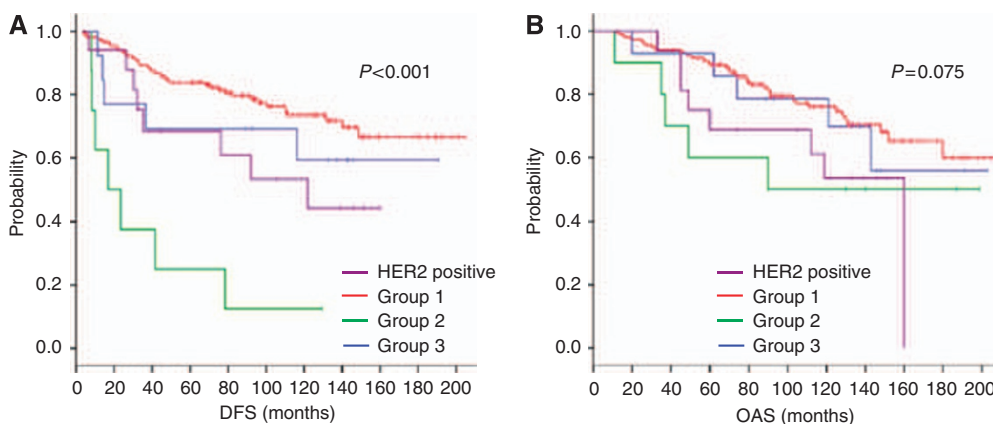 A
1.0
0.8
0.6
0.4
0.2
0.0
Probability
P<0.001
HER2 positive
Group 1
Group 2
Group 3
0 20 40 60 80 100 120 140 160 180 200
DFS (months)
B
1.0
0.8
0.6
0.4
0.2
0.0
Probability
P=0.075
HER2 positive
Group 1
Group 2
Group 3
0 20 40 60 80 100 120 140 160 180 200
OAS (months)